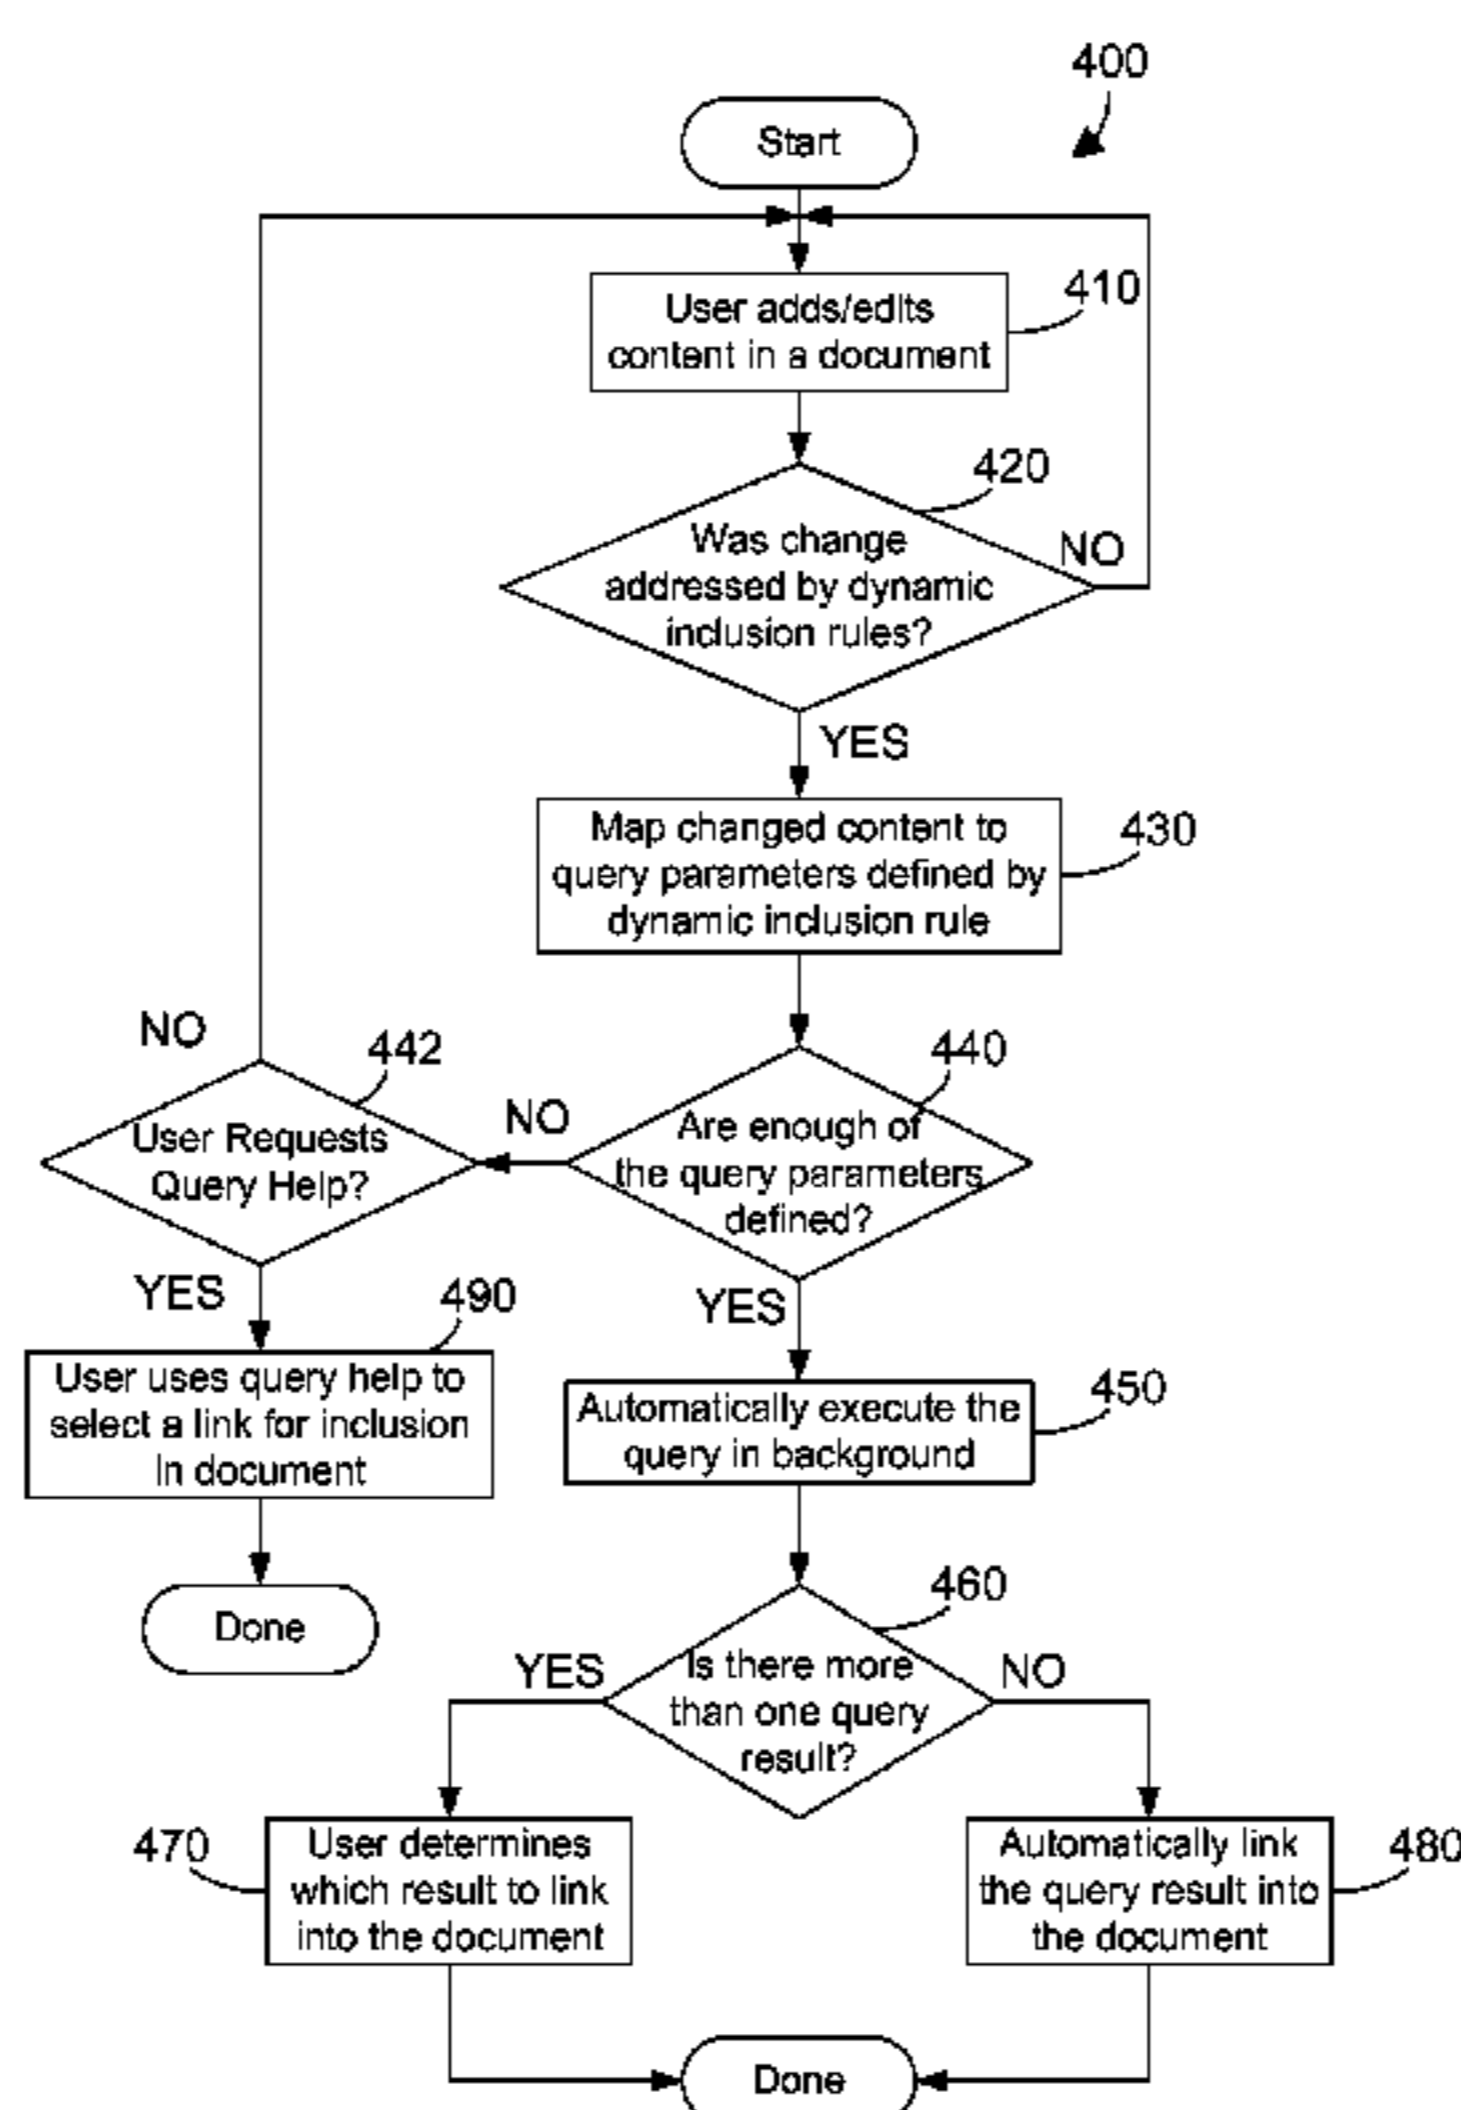 400
Start
User adds/edits
content in a document
410
420
Was change
addressed by dynamic
inclusion rules?
NO
YES
Map changed content to
query parameters defined by
dynamic inclusion rule
430
NO
442
User Requests
Query Help?
NO
440
Are enough of
the query parameters
defined?
YES
490
User uses query help to
select a link for inclusion
in document
Done
YES
Automatically execute the
query in background
450
460
Is there more
than one query
result?
YES
NO
470
User determines
which result to link
into the document
Automatically link
the query result into
the document
480
Done